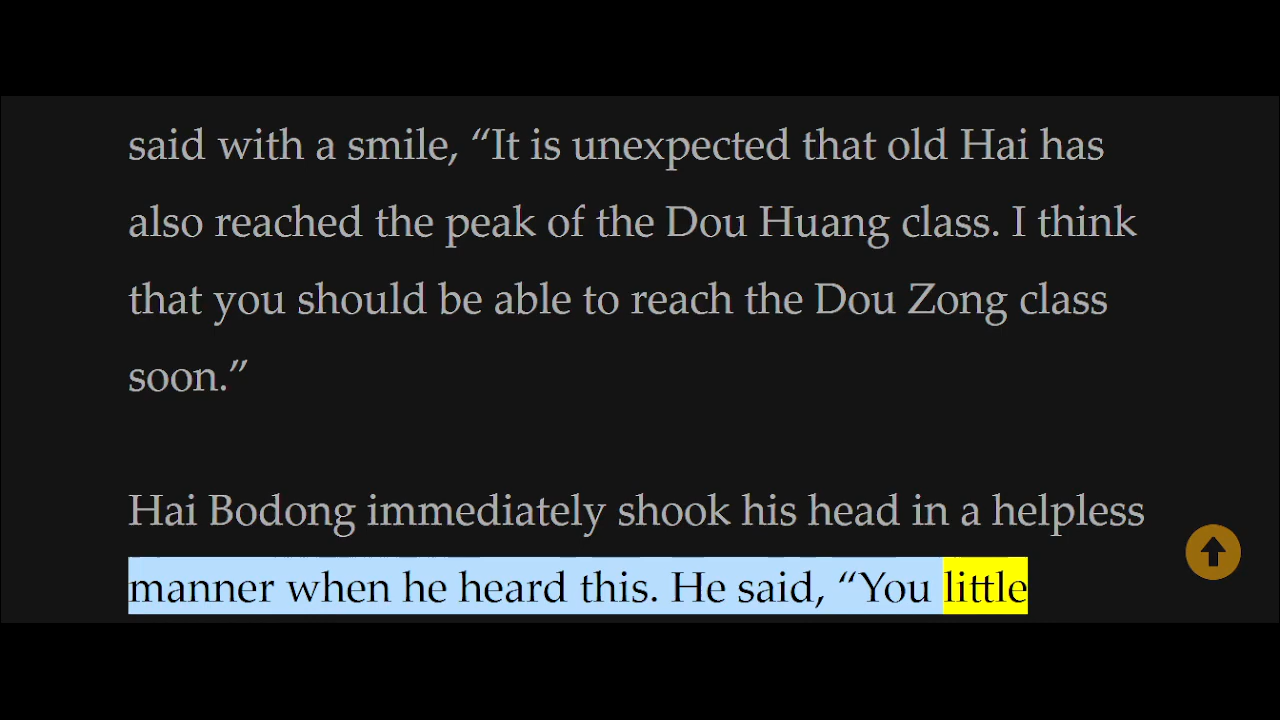 said with a smile, “It is unexpected that old Hai has
also reached the peak of the Dou Huang class. I think
that you should be able to reach the Dou Zong class
soon.”
Hai Bodong immediately shook his head in a helpless
manner when he heard this. He said, “You little